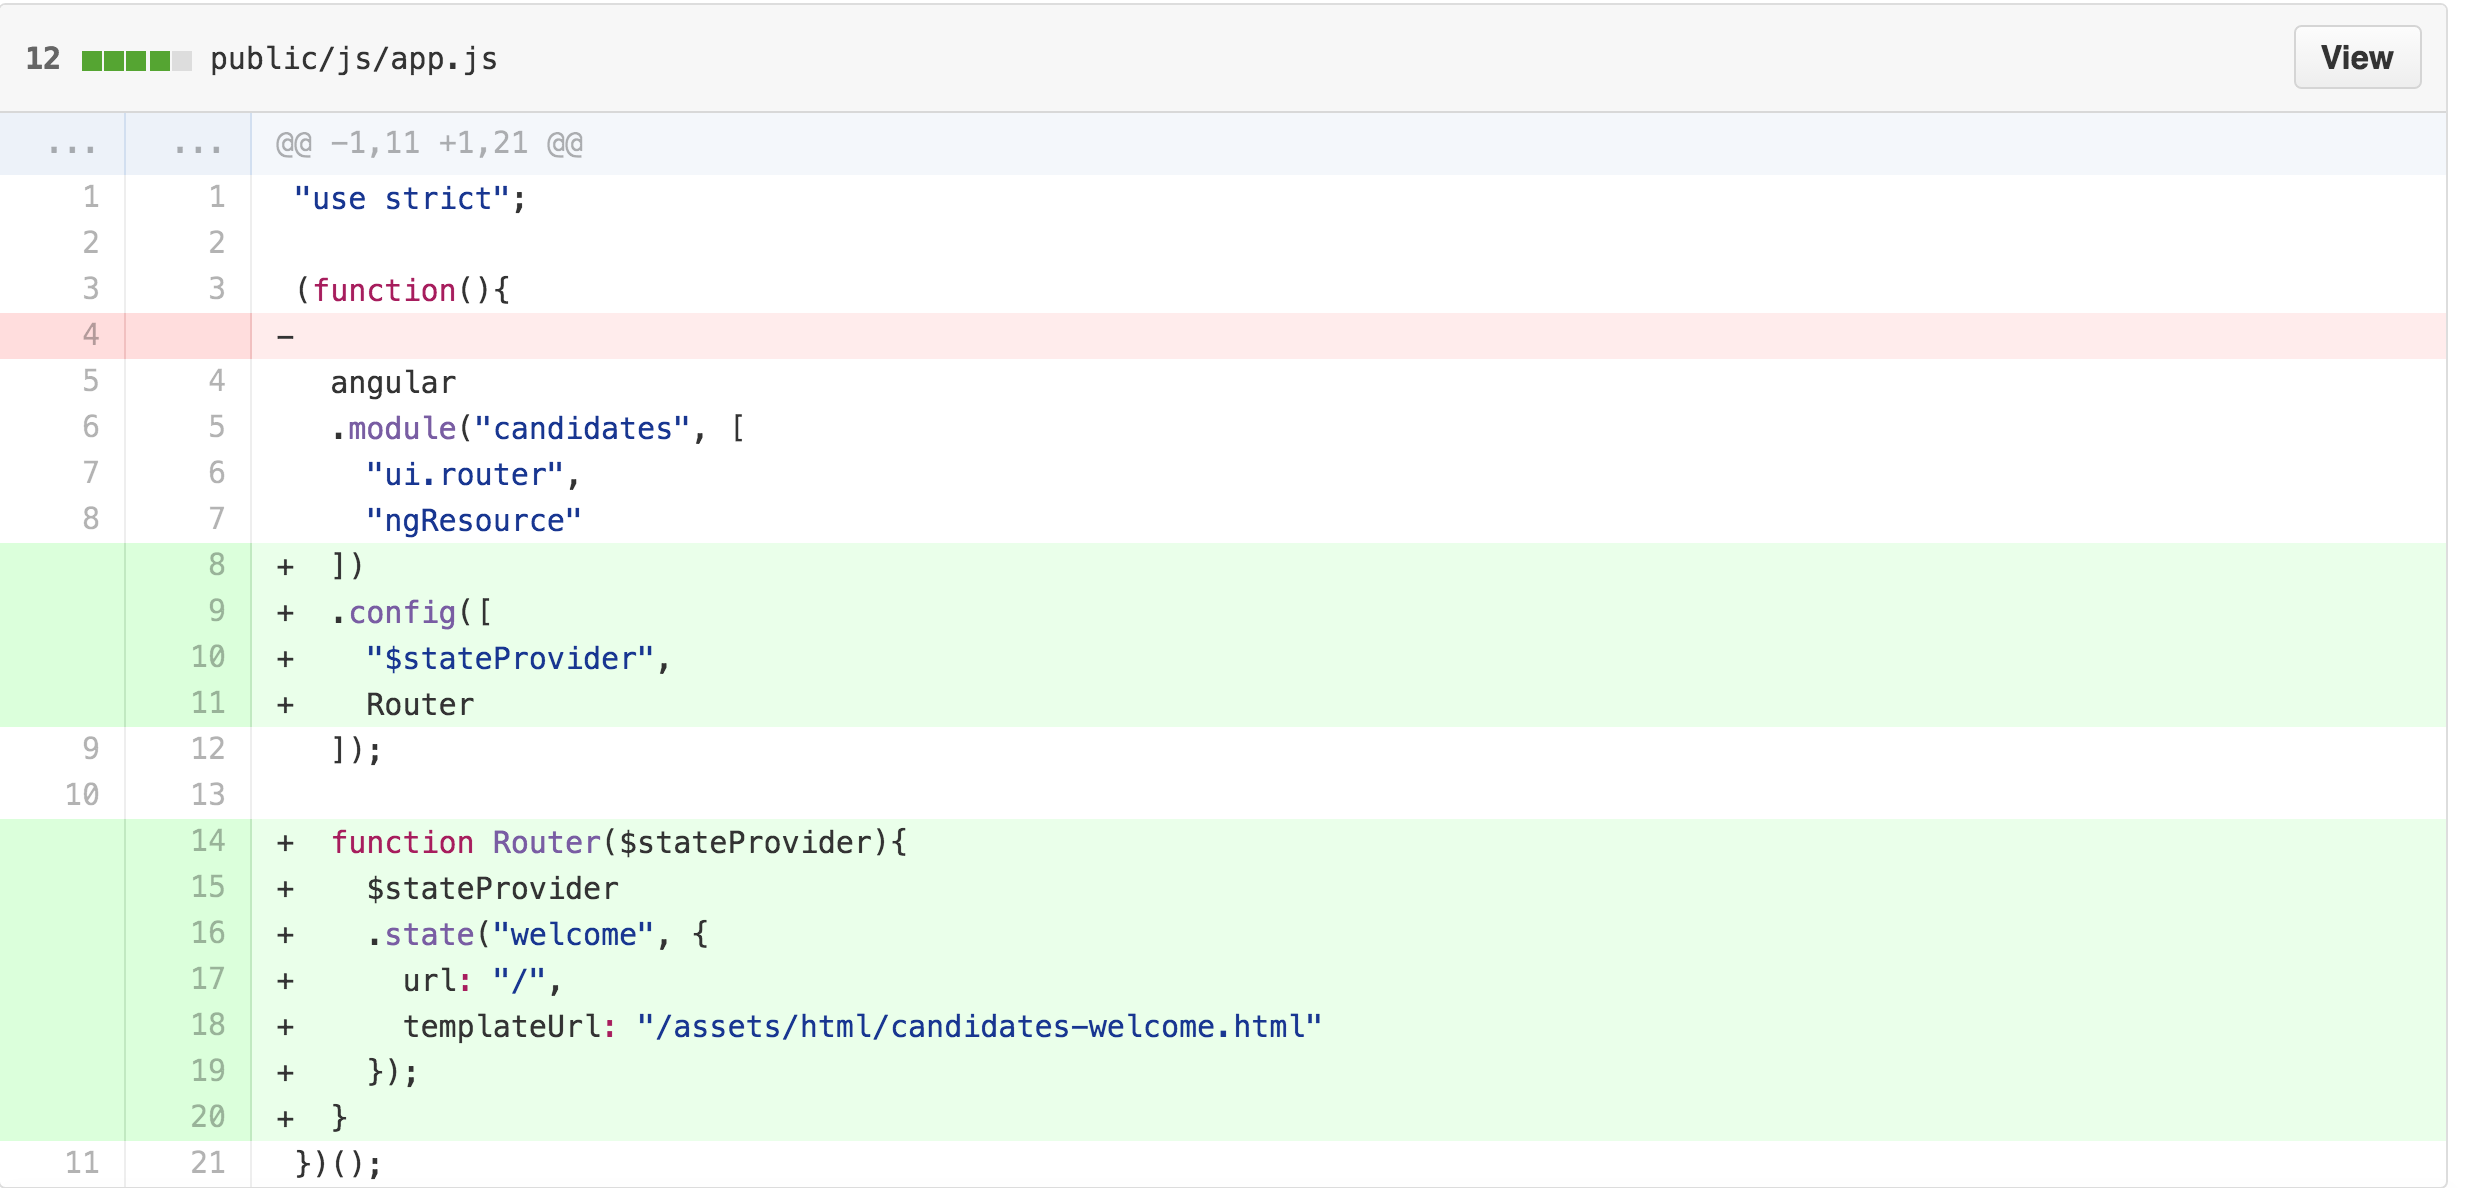 12 public/js/app.js View
... ... @@ -1,11 +1,21 @@
1 1 "use strict";
2 2
3 3 (function(){
4 -
5 4 angular
6 5 .module("candidates", [
7 6 "ui.router",
8 7 "ngResource"
8 + ])
9 + .config([
10 + "$stateProvider",
11 + Router
9 12 ]);
10 13
14 + function Router($stateProvider){
15 + $stateProvider
16 + .state("welcome", {
17 + url: "/",
18 + templateUrl: "/assets/html/candidates-welcome.html"
19 + });
20 + }
11 21 })();